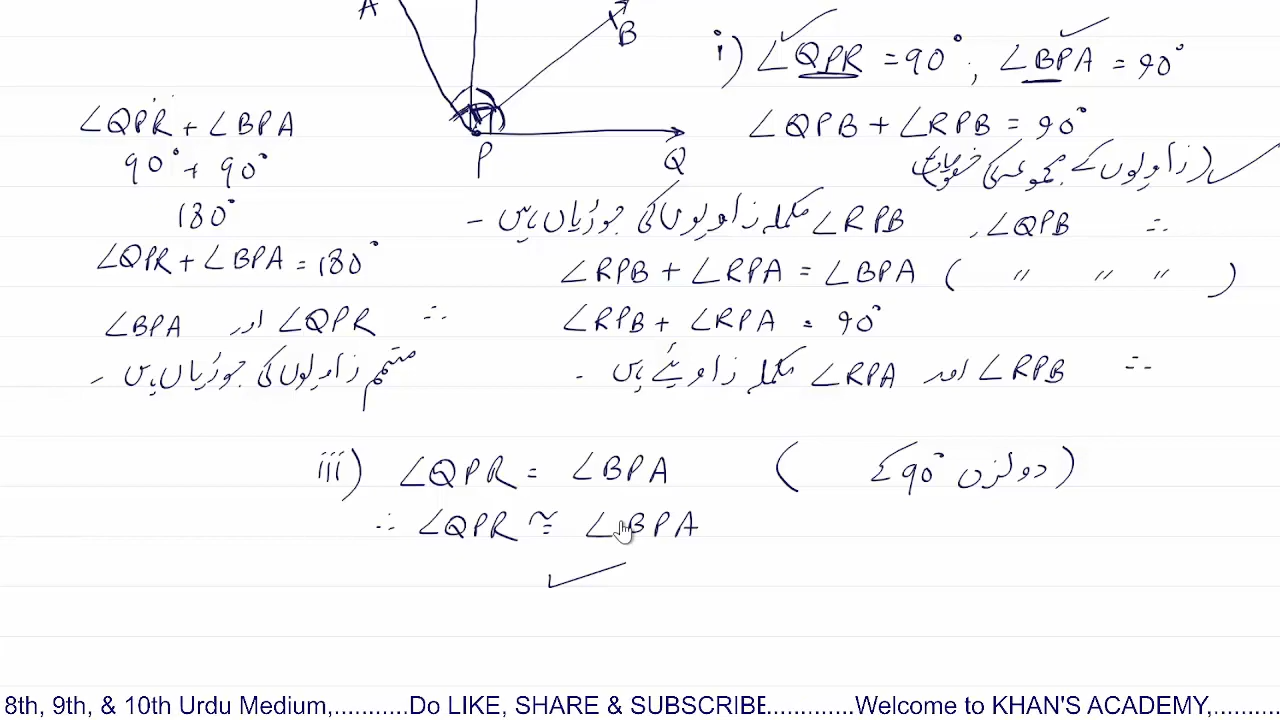 A
B
P
Q
i) ∠QPR = 90° , ∠BPA = 90°
∠QPB + ∠RPB = 90°
(زاویوں کے مجموعہ کی خصوصیات)
∴ ∠QPB ، ∠RPB مکملہ زاویوں کی جوڑیاں ہیں ۔
∠RPB + ∠RPA = ∠BPA ( " " " )
∠RPB + ∠RPA = 90°
∴ ∠RPB اور ∠RPA مکملہ زاویئے ہیں ۔
∠QPR + ∠BPA
90° + 90°
180°
∠QPR + ∠BPA = 180°
∴ ∠QPR اور ∠BPA
متمم زاویوں کی جوڑیاں ہیں ۔
iii) ∠QPR = ∠BPA (دونوں 90° کے)
∴ ∠QPR ≅ ∠BPA
8th, 9th, & 10th Urdu Medium,...........Do LIKE, SHARE & SUBSCRIBE.............Welcome to KHAN'S ACADEMY,..........